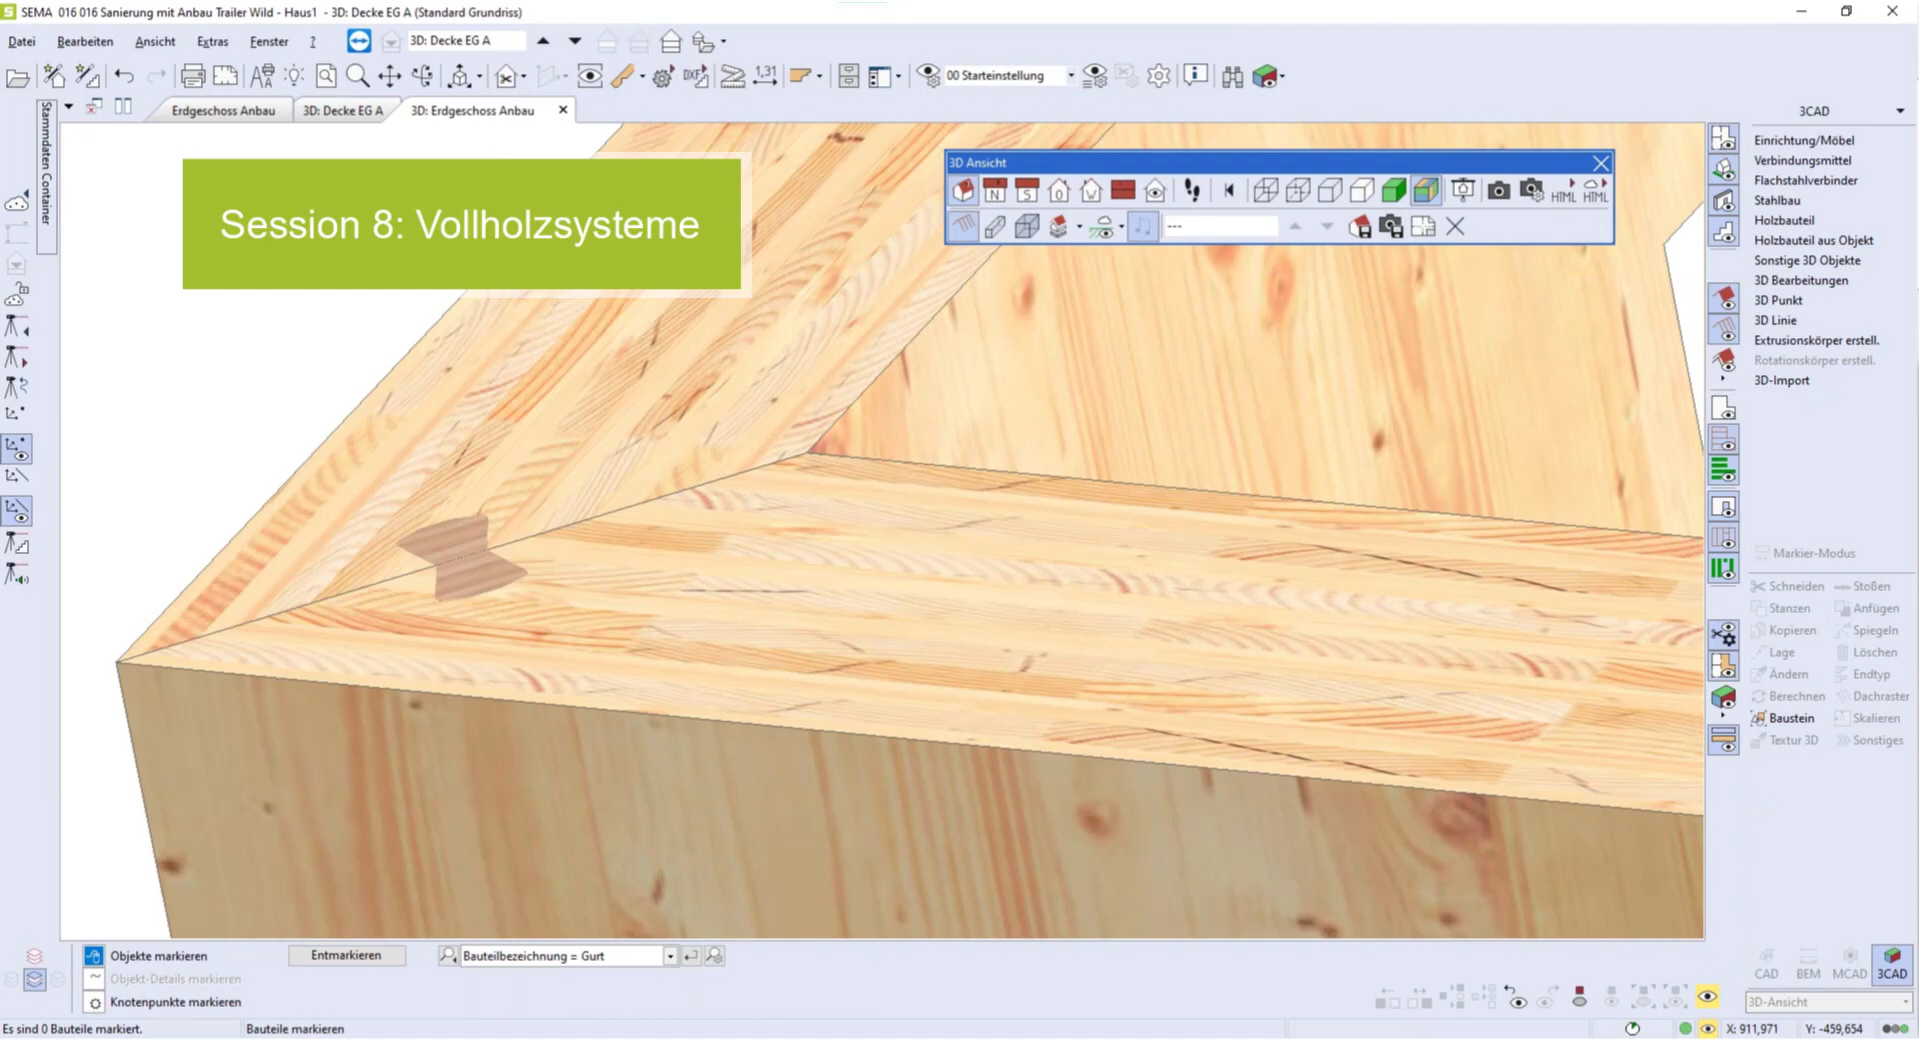 SEMA 016 016 Sanierung mit Anbau Trailer Wild - Haus1 - 3D: Decke EG A (Standard Grundriss)
Datei Bearbeiten Ansicht Extras Fenster ? 3D: Decke EG A
DXF 1,31 00 Starteinstellung
Erdgeschoss Anbau 3D: Decke EG A 3D: Erdgeschoss Anbau
Stammdaten Container
Session 8: Vollholzsysteme
3D Ansicht
N S O W HTML HTML
---
3CAD
Einrichtung/Möbel
Verbindungsmittel
Flachstahlverbinder
Stahlbau
Holzbauteil
Holzbauteil aus Objekt
Sonstige 3D Objekte
3D Bearbeitungen
3D Punkt
3D Linie
Extrusionskörper erstell.
Rotationskörper erstell.
3D-Import
Markier-Modus
Schneiden Stoßen
Stanzen Anfügen
Kopieren Spiegeln
Lage Löschen
Ändern Endtyp
Berechnen Dachraster
Baustein Skalieren
Textur 3D Sonstiges
Objekte markieren Entmarkieren Bauteilbezeichnung = Gurt
Objekt-Details markieren
Knotenpunkte markieren
CAD BEM MCAD 3CAD
3D-Ansicht
Es sind 0 Bauteile markiert. Bauteile markieren X: 911,971 Y: -459,654